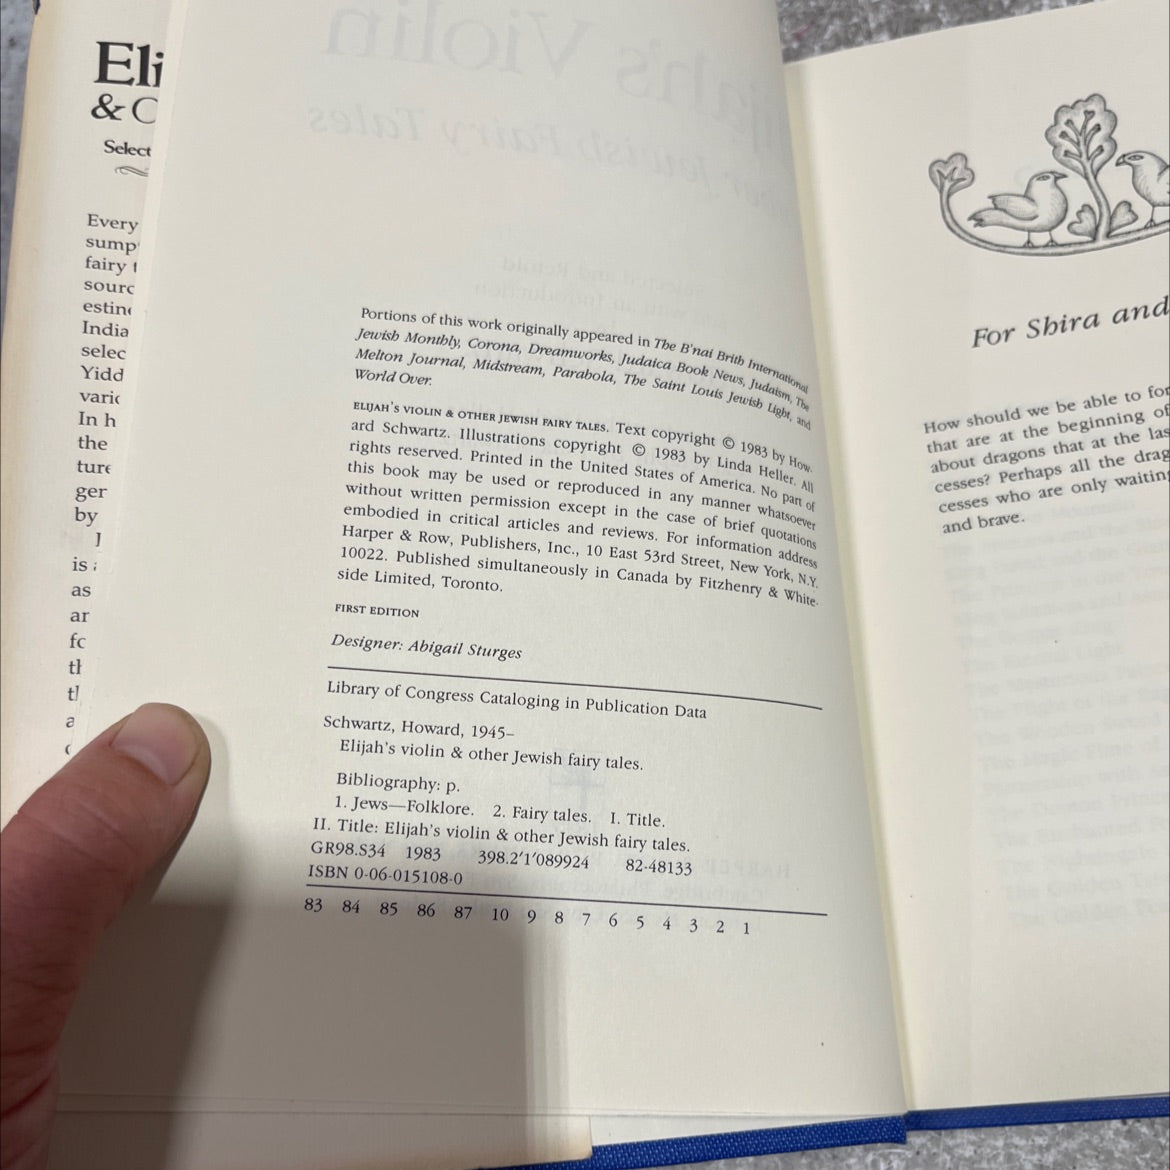 Eli
& C
Select
Every
sump
fairy t
sourc
estin
India
selec
Yidd
varic
In h
the
ture
ger
by
is
as
ar
fc
th
a
Portions of this work originally appeared in The B'nai Brith International
Jewish Monthly, Corona, Dreamworks, Judaica Book News, Judaism, The
Melton Journal, Midstream, Parabola, The Saint Louis Jewish Light, and
World Over.
ELIJAH'S VIOLIN & OTHER JEWISH FAIRY TALES. Text copyright © 1983 by How-
ard Schwartz. Illustrations copyright © 1983 by Linda Heller. All
rights reserved. Printed in the United States of America. No part of
this book may be used or reproduced in any manner whatsoever
without written permission except in the case of brief quotations
embodied in critical articles and reviews. For information address
Harper & Row, Publishers, Inc., 10 East 53rd Street, New York, N.Y.
10022. Published simultaneously in Canada by Fitzhenry & White-
side Limited, Toronto.
FIRST EDITION
Designer: Abigail Sturges
Library of Congress Cataloging in Publication Data
Schwartz, Howard, 1945–
Elijah's violin & other Jewish fairy tales.
Bibliography: p.
1. Jews—Folklore. 2. Fairy tales. I. Title.
II. Title: Elijah's violin & other Jewish fairy tales.
GR98.S34 1983 398.2'1'089924 82-48133
ISBN 0-06-015108-0
83 84 85 86 87 10 9 8 7 6 5 4 3 2 1
For Shira and
How should we be able to for
that are at the beginning of
about dragons that at the las
cesses? Perhaps all the drag
cesses who are only waiting
and brave.